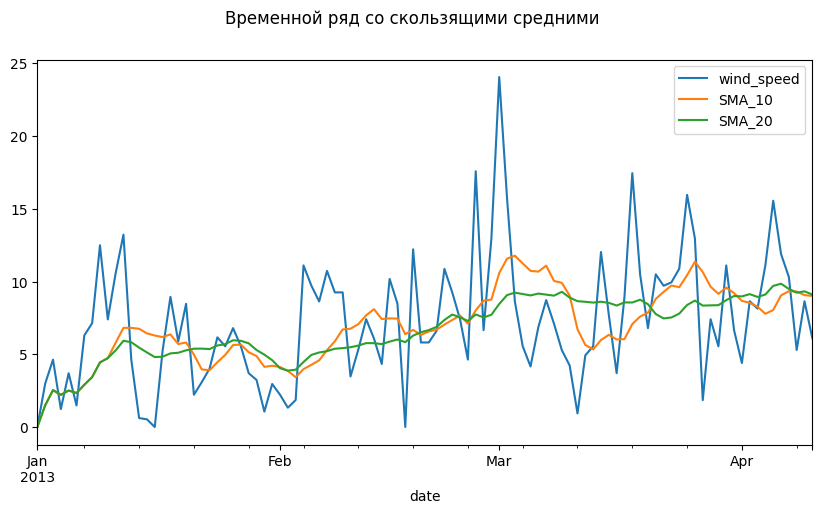 Временной ряд со скользящими средними
25
20
15
10
5
0
wind_speed
SMA_10
SMA_20
Jan
2013
Feb
Mar
Apr
date